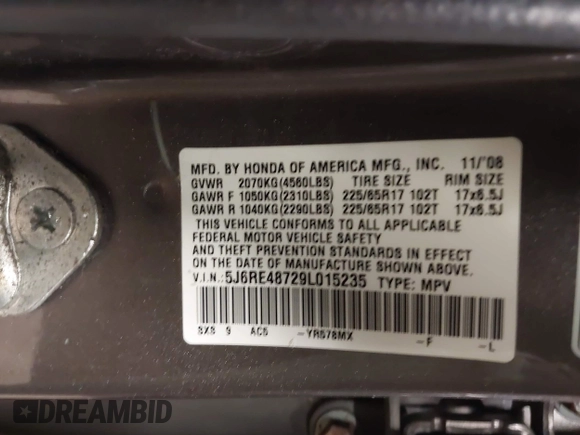 MFD. BY HONDA OF AMERICA MFG., INC. 11/'08
GVWR 2070KG(4560LBS) TIRE SIZE RIM SIZE
GAWR F 1050KG(2310LBS) 225/65R17 102T 17x6.5J
GAWR R 1040KG(2290LBS) 225/65R17 102T 17x6.5J
THIS VEHICLE CONFORMS TO ALL APPLICABLE
FEDERAL MOTOR VEHICLE SAFETY
AND THEFT PREVENTION STANDARDS IN EFFECT
ON THE DATE OF MANUFACTURE SHOWN ABOVE.
V.I.N.: 5J6RE48729L015235 TYPE: MPV
SX8 9 AC5 -YR578MX -F -L
DREAMBID